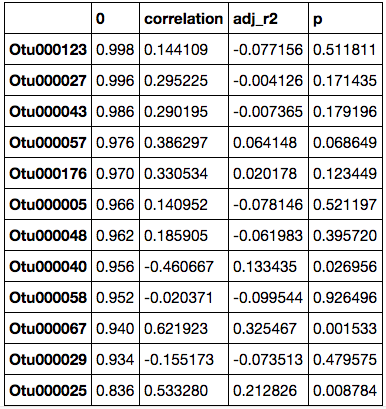 0 correlation adj_r2 p
Otu000123 0.998 0.144109 -0.077156 0.511811
Otu000027 0.996 0.295225 -0.004126 0.171435
Otu000043 0.986 0.290195 -0.007365 0.179196
Otu000057 0.976 0.386297 0.064148 0.068649
Otu000176 0.970 0.330534 0.020178 0.123449
Otu000005 0.966 0.140952 -0.078146 0.521197
Otu000048 0.962 0.185905 -0.061983 0.395720
Otu000040 0.956 -0.460667 0.133435 0.026956
Otu000058 0.952 -0.020371 -0.099544 0.926496
Otu000067 0.940 0.621923 0.325467 0.001533
Otu000029 0.934 -0.155173 -0.073513 0.479575
Otu000025 0.836 0.533280 0.212826 0.008784